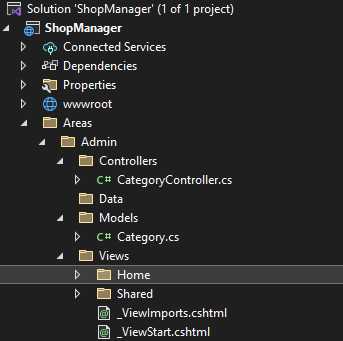 Solution 'ShopManager' (1 of 1 project)
ShopManager
Connected Services
Dependencies
Properties
wwwroot
Areas
Admin
Controllers
C# CategoryController.cs
Data
Models
C# Category.cs
Views
Home
Shared
_ViewImports.cshtml
_ViewStart.cshtml